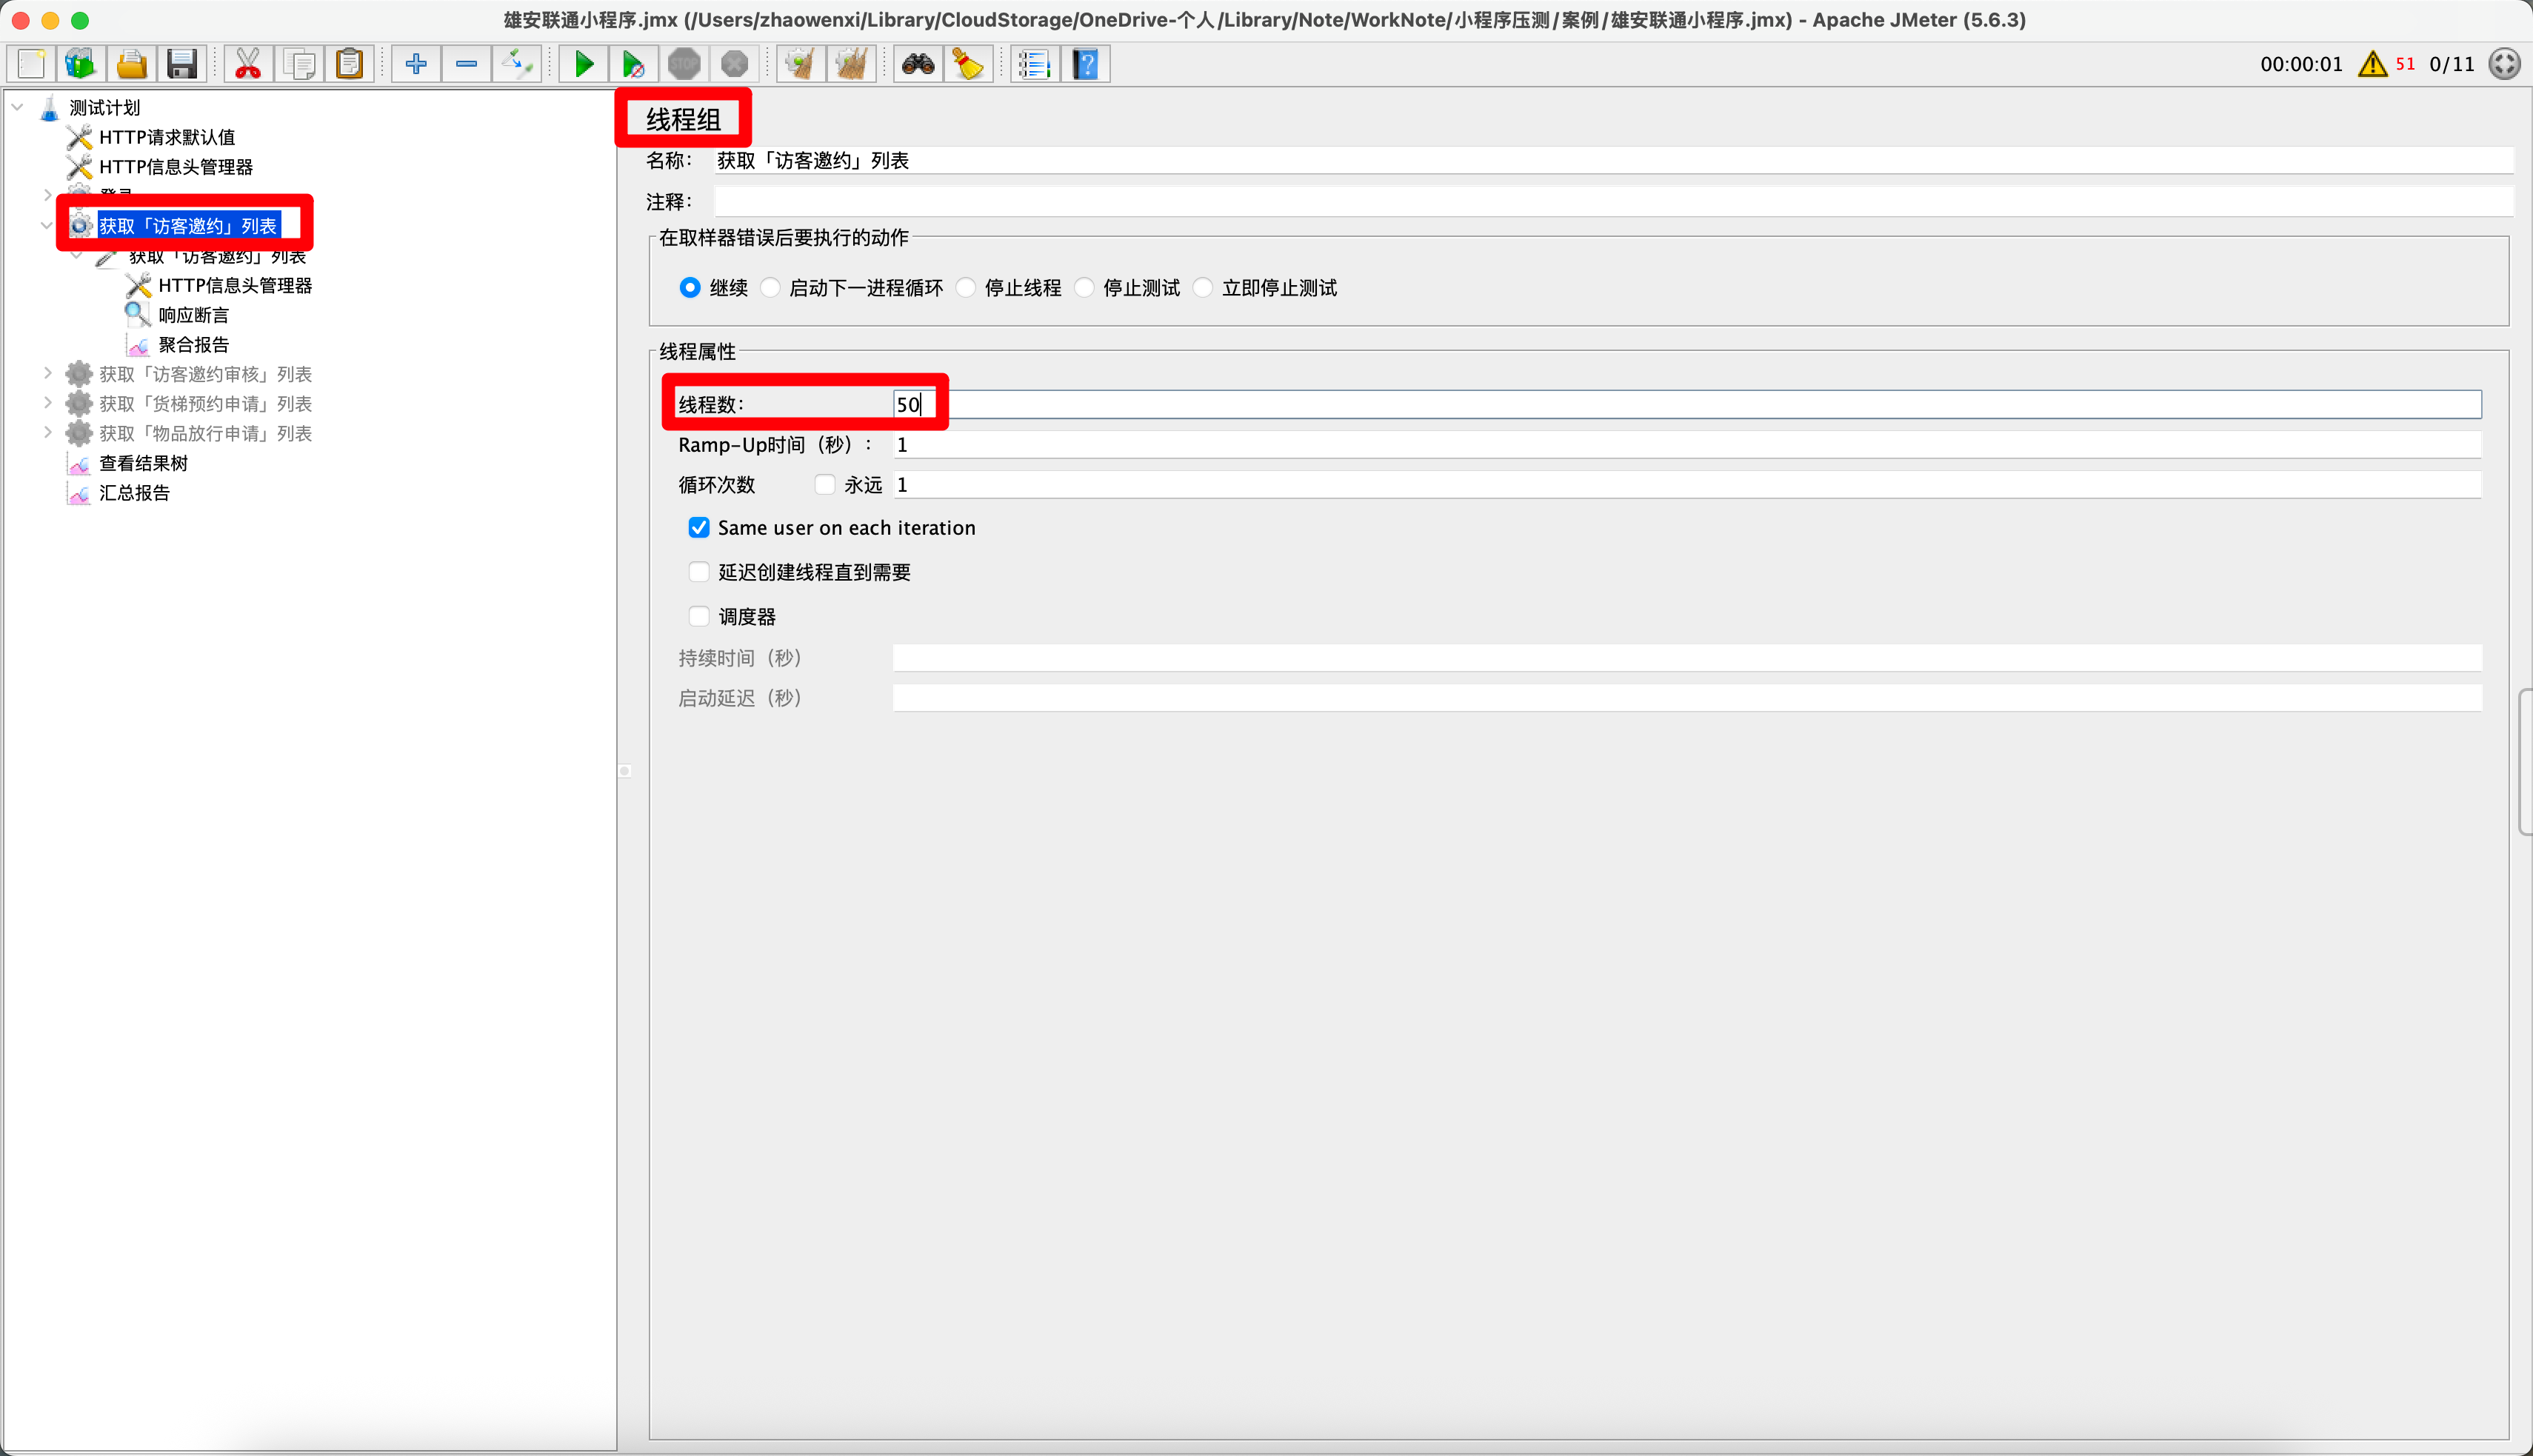 雄安联通小程序.jmx (/Users/zhaowenxi/Library/CloudStorage/OneDrive-个人/Library/Note/WorkNote/小程序压测/案例/雄安联通小程序.jmx) - Apache JMeter (5.6.3)
STOP
00:00:01 51 0/11
测试计划
HTTP请求默认值
HTTP信息头管理器
登录
获取「访客邀约」列表
获取「访客邀约」列表
HTTP信息头管理器
响应断言
聚合报告
获取「访客邀约审核」列表
获取「货梯预约申请」列表
获取「物品放行申请」列表
查看结果树
汇总报告
线程组
名称： 获取「访客邀约」列表
注释：
在取样器错误后要执行的动作
继续 启动下一进程循环 停止线程 停止测试 立即停止测试
线程属性
线程数： 50
Ramp-Up时间（秒）： 1
循环次数 永远 1
Same user on each iteration
延迟创建线程直到需要
调度器
持续时间（秒）
启动延迟（秒）